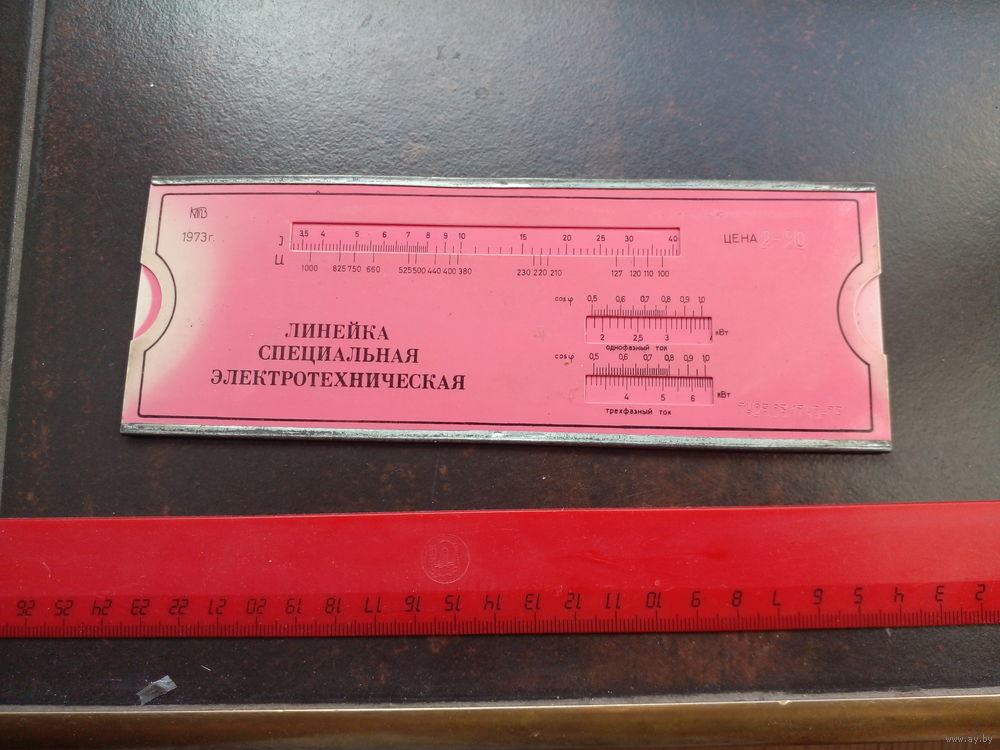 КПЗ
1973г.
J
3,5 4 5 6 7 8 9 10 15 20 25 30 40
U
1000 825 750 660 525 500 440 400 380 230 220 210 127 120 110 100
ЦЕНА
cos φ 0,5 0,6 0,7 0,8 0,9 1,0
2 2,5 3 кВт
однофазный ток
cos φ 0,5 0,6 0,7 0,8 0,9 1,0
4 5 6 кВт
трехфазный ток
ЛИНЕЙКА
СПЕЦИАЛЬНАЯ
ЭЛЕКТРОТЕХНИЧЕСКАЯ
26 25 24 23 22 21 20 19 18 17 16 15 14 13 12 11 10 9 8 7 6 5 4 3 2
www.ay.by